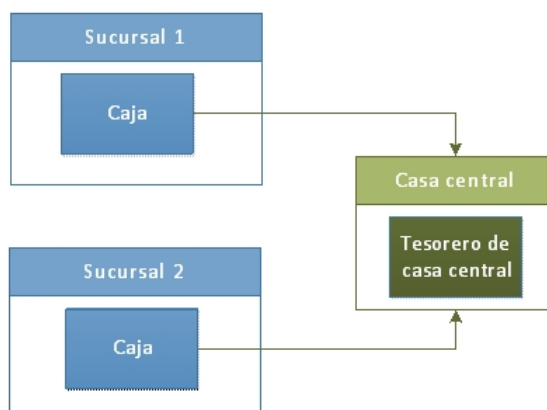 Sucursal 1
Caja
Casa central
Tesorero de
casa central
Sucursal 2
Caja